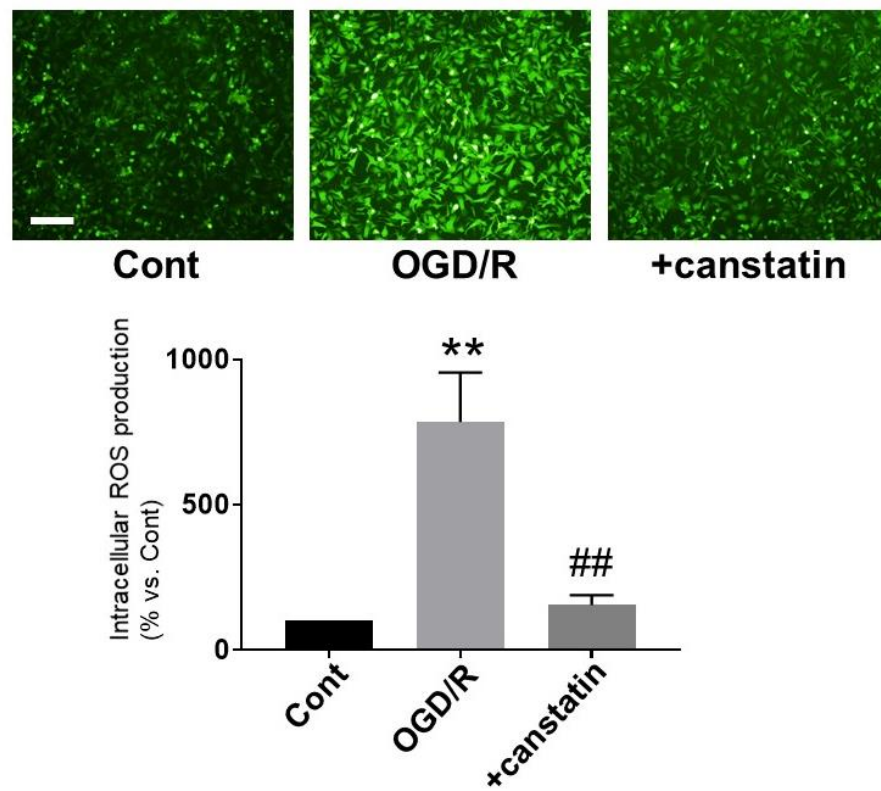 Cont
OGD/R
+canstatin
Intracellular ROS production
(% vs. Cont)
1000
500
0
**
##
Cont
OGD/R
+canstatin